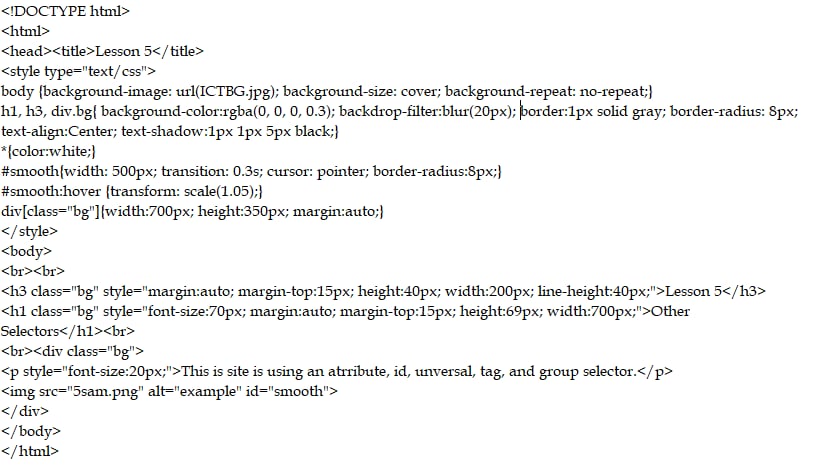 <!DOCTYPE html>
<html>
<head><title>Lesson 5</title>
<style type="text/css">
body {background-image: url(ICTBG.jpg); background-size: cover; background-repeat: no-repeat;}
h1, h3, div.bg{ background-color:rgba(0, 0, 0, 0.3); backdrop-filter:blur(20px); border:1px solid gray; border-radius: 8px;
text-align:Center; text-shadow:1px 1px 5px black;}
*{color:white;}
#smooth{width: 500px; transition: 0.3s; cursor: pointer; border-radius:8px;}
#smooth:hover {transform: scale(1.05);}
div[class="bg"]{width:700px; height:350px; margin:auto;}
</style>
<body>
<br><br>
<h3 class="bg" style="margin:auto; margin-top:15px; height:40px; width:200px; line-height:40px;">Lesson 5</h3>
<h1 class="bg" style="font-size:70px; margin:auto; margin-top:15px; height:69px; width:700px;">Other
Selectors</h1><br>
<br><div class="bg">
<p style="font-size:20px;">This is site is using an atrribute, id, unversal, tag, and group selector.</p>
<img src="5sam.png" alt="example" id="smooth">
</div>
</body>
</html>